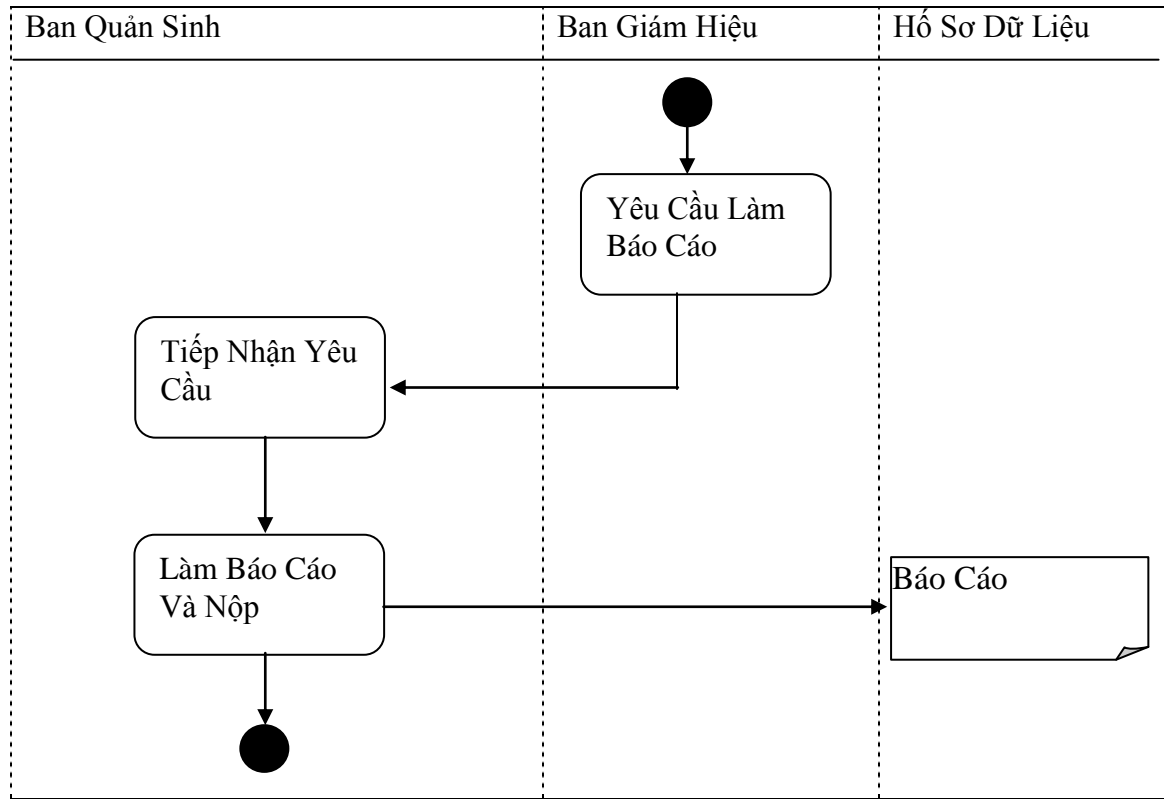 Ban Quản Sinh
Ban Giám Hiệu
Hố Sơ Dữ Liệu
Yêu Cầu Làm
Báo Cáo
Tiếp Nhận Yêu
Cầu
Làm Báo Cáo
Và Nộp
Báo Cáo